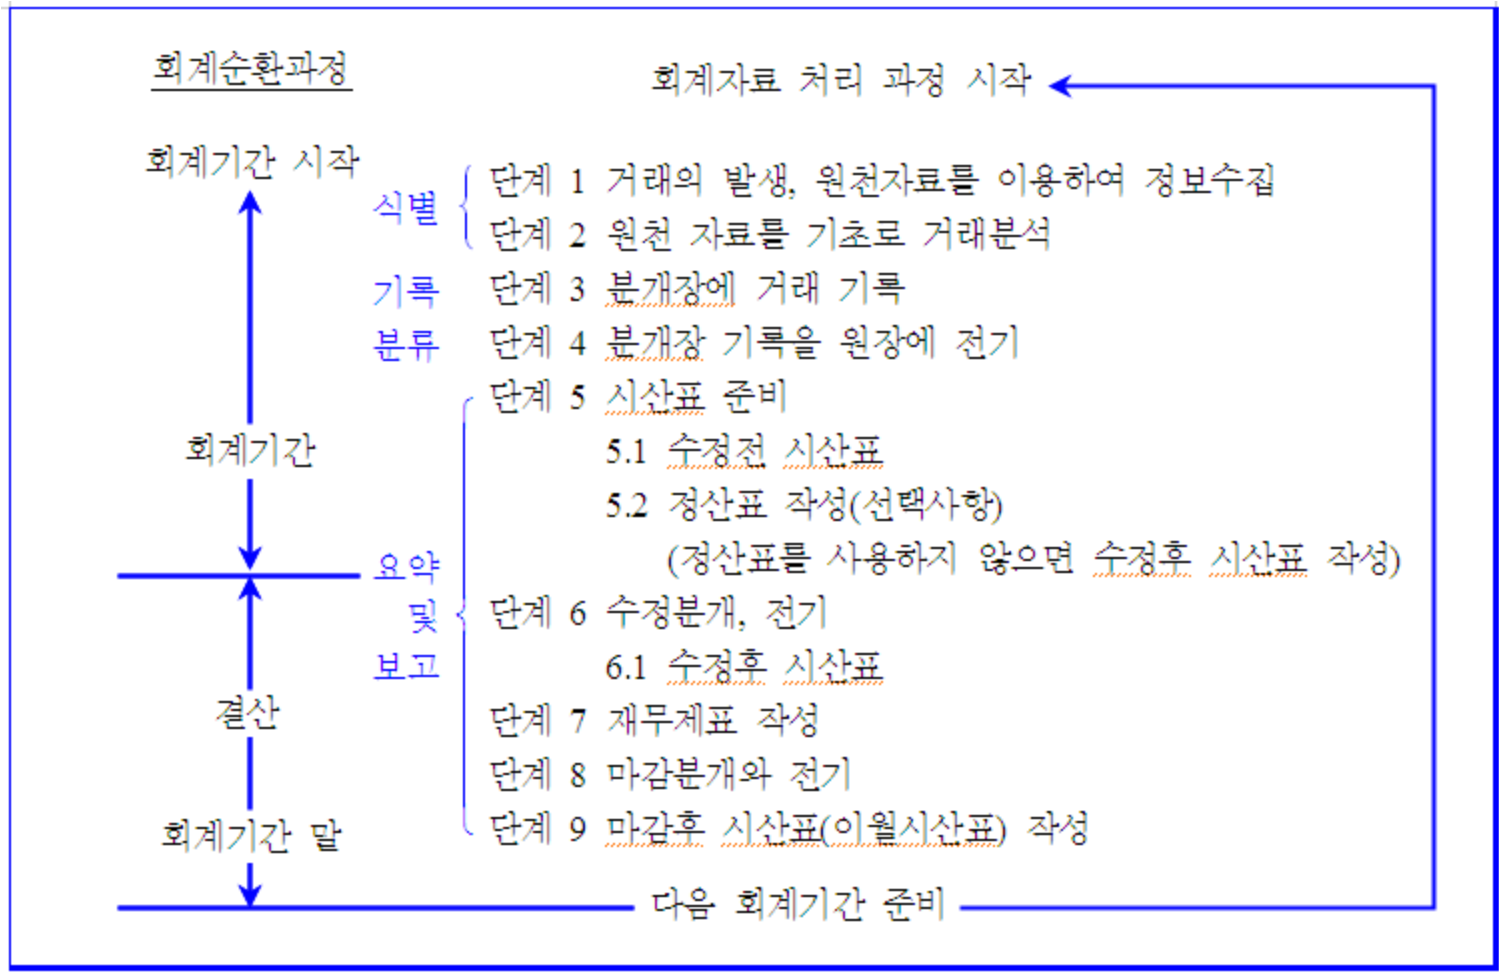 회계순환과정
회계자료 처리 과정 시작
회계기간 시작
식별
단계 1 거래의 발생, 원천자료를 이용하여 정보수집
단계 2 원천 자료를 기초로 거래분석
기록
단계 3 분개장에 거래 기록
분류
단계 4 분개장 기록을 원장에 전기
단계 5 시산표 준비
회계기간
5.1 수정전 시산표
5.2 정산표 작성(선택사항)
(정산표를 사용하지 않으면 수정후 시산표 작성)
요약
및
보고
단계 6 수정분개, 전기
6.1 수정후 시산표
결산
단계 7 재무제표 작성
단계 8 마감분개와 전기
회계기간 말
단계 9 마감후 시산표(이월시산표) 작성
다음 회계기간 준비